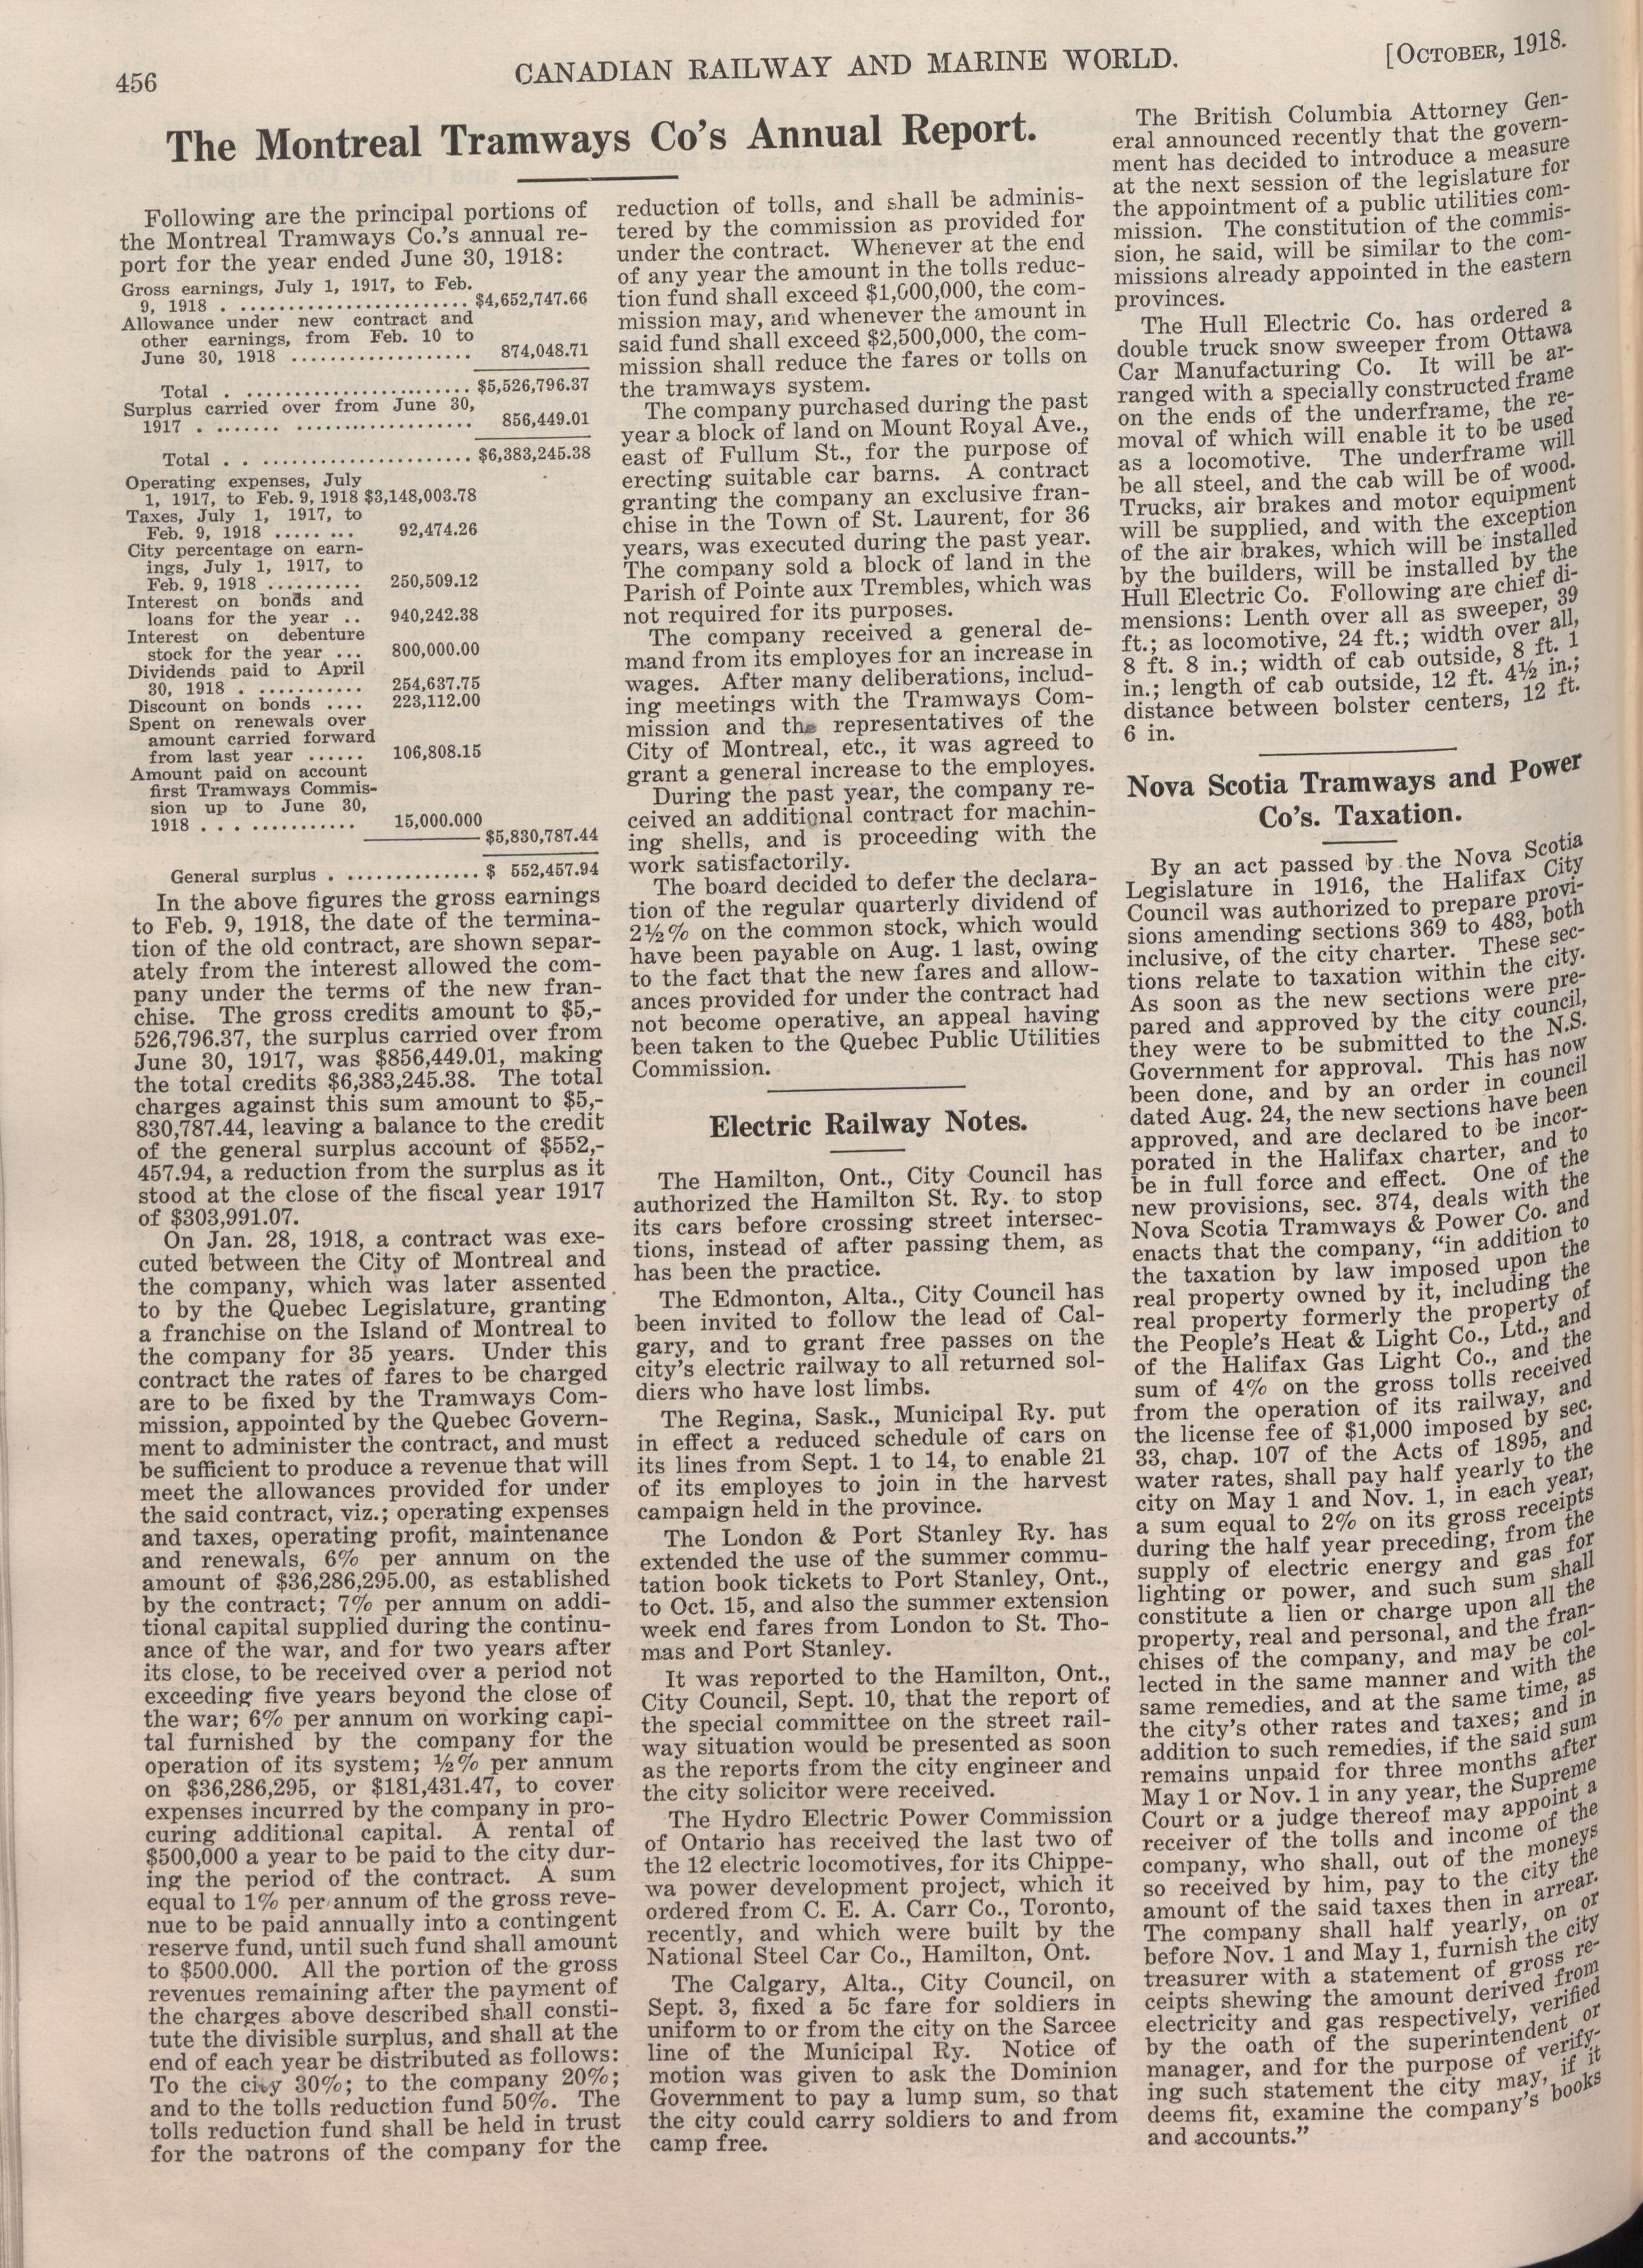 456
CANADIAN RAILWAY AND MARINE WORLD.
[OCTOBER, 1918.
The Montreal Tramways Co's Annual Report.
Following are the principal portions of
the Montreal Tramways Co.'s annual re-
port for the year ended June 30, 1918:
Gross earnings, July 1, 1917, to Feb.
9, 1918 . ........................ $4,652,747.66
Allowance under new contract and
other earnings, from Feb. 10 to
June 30, 1918 ................... 874,048.71
Total . ........................ $5,526,796.37
Surplus carried over from June 30,
1917 . ....... ................... 856,449.01
Total . . ...................... $6,383,245.38
Operating expenses, July
1, 1917, to Feb. 9, 1918 $3,148,003.78
Taxes, July 1, 1917, to
Feb. 9, 1918 ..... ... 92,474.26
City percentage on earn-
ings, July 1, 1917, to
Feb. 9, 1918 .......... 250,509.12
Interest on bonds and
loans for the year .. 940,242.38
Interest on debenture
stock for the year ... 800,000.00
Dividends paid to April
30, 1918 . ........... 254,637.75
Discount on bonds .... 223,112.00
Spent on renewals over
amount carried forward
from last year ...... 106,808.15
Amount paid on account
first Tramways Commis-
sion up to June 30,
1918 . . . ............ 15,000.000
$5,830,787.44
General surplus . .............. $ 552,457.94
In the above figures the gross earnings
to Feb. 9, 1918, the date of the termina-
tion of the old contract, are shown separ-
ately from the interest allowed the com-
pany under the terms of the new fran-
chise. The gross credits amount to $5,-
526,796.37, the surplus carried over from
June 30, 1917, was $856,449.01, making
the total credits $6,383,245.38. The total
charges against this sum amount to $5,-
830,787.44, leaving a balance to the credit
of the general surplus account of $552,-
457.94, a reduction from the surplus as it
stood at the close of the fiscal year 1917
of $303,991.07.
On Jan. 28, 1918, a contract was exe-
cuted between the City of Montreal and
the company, which was later assented
to by the Quebec Legislature, granting
a franchise on the Island of Montreal to
the company for 35 years. Under this
contract the rates of fares to be charged
are to be fixed by the Tramways Com-
mission, appointed by the Quebec Govern-
ment to administer the contract, and must
be sufficient to produce a revenue that will
meet the allowances provided for under
the said contract, viz.; operating expenses
and taxes, operating profit, maintenance
and renewals, 6% per annum on the
amount of $36,286,295.00, as established
by the contract; 7% per annum on addi-
tional capital supplied during the continu-
ance of the war, and for two years after
its close, to be received over a period not
exceeding five years beyond the close of
the war; 6% per annum on working capi-
tal furnished by the company for the
operation of its system; ½% per annum
on $36,286,295, or $181,431.47, to cover
expenses incurred by the company in pro-
curing additional capital. A rental of
$500,000 a year to be paid to the city dur-
ing the period of the contract. A sum
equal to 1% per annum of the gross reve-
nue to be paid annually into a contingent
reserve fund, until such fund shall amount
to $500.000. All the portion of the gross
revenues remaining after the payment of
the charges above described shall consti-
tute the divisible surplus, and shall at the
end of each year be distributed as follows:
To the city 30%; to the company 20%;
and to the tolls reduction fund 50%. The
tolls reduction fund shall be held in trust
for the patrons of the company for the
reduction of tolls, and shall be adminis-
tered by the commission as provided for
under the contract. Whenever at the end
of any year the amount in the tolls reduc-
tion fund shall exceed $1,000,000, the com-
mission may, and whenever the amount in
said fund shall exceed $2,500,000, the com-
mission shall reduce the fares or tolls on
the tramways system.
The company purchased during the past
year a block of land on Mount Royal Ave.,
east of Fullum St., for the purpose of
erecting suitable car barns. A contract
granting the company an exclusive fran-
chise in the Town of St. Laurent, for 36
years, was executed during the past year.
The company sold a block of land in the
Parish of Pointe aux Trembles, which was
not required for its purposes.
The company received a general de-
mand from its employes for an increase in
wages. After many deliberations, includ-
ing meetings with the Tramways Com-
mission and the representatives of the
City of Montreal, etc., it was agreed to
grant a general increase to the employes.
During the past year, the company re-
ceived an additional contract for machin-
ing shells, and is proceeding with the
work satisfactorily.
The board decided to defer the declara-
tion of the regular quarterly dividend of
2½% on the common stock, which would
have been payable on Aug. 1 last, owing
to the fact that the new fares and allow-
ances provided for under the contract had
not become operative, an appeal having
been taken to the Quebec Public Utilities
Commission.
Electric Railway Notes.
The Hamilton, Ont., City Council has
authorized the Hamilton St. Ry. to stop
its cars before crossing street intersec-
tions, instead of after passing them, as
has been the practice.
The Edmonton, Alta., City Council has
been invited to follow the lead of Cal-
gary, and to grant free passes on the
city's electric railway to all returned sol-
diers who have lost limbs.
The Regina, Sask., Municipal Ry. put
in effect a reduced schedule of cars on
its lines from Sept. 1 to 14, to enable 21
of its employes to join in the harvest
campaign held in the province.
The London & Port Stanley Ry. has
extended the use of the summer commu-
tation book tickets to Port Stanley, Ont.,
to Oct. 15, and also the summer extension
week end fares from London to St. Tho-
mas and Port Stanley.
It was reported to the Hamilton, Ont.,
City Council, Sept. 10, that the report of
the special committee on the street rail-
way situation would be presented as soon
as the reports from the city engineer and
the city solicitor were received.
The Hydro Electric Power Commission
of Ontario has received the last two of
the 12 electric locomotives, for its Chippe-
wa power development project, which it
ordered from C. E. A. Carr Co., Toronto,
recently, and which were built by the
National Steel Car Co., Hamilton, Ont.
The Calgary, Alta., City Council, on
Sept. 3, fixed a 5c fare for soldiers in
uniform to or from the city on the Sarcee
line of the Municipal Ry. Notice of
motion was given to ask the Dominion
Government to pay a lump sum, so that
the city could carry soldiers to and from
camp free.
The British Columbia Attorney Gen-
eral announced recently that the govern-
ment has decided to introduce a measure
at the next session of the legislature for
the appointment of a public utilities com-
mission. The constitution of the commis-
sion, he said, will be similar to the com-
missions already appointed in the eastern
provinces.
The Hull Electric Co. has ordered a
double truck snow sweeper from Ottawa
Car Manufacturing Co. It will be ar-
ranged with a specially constructed frame
on the ends of the underframe, the re-
moval of which will enable it to be used
as a locomotive. The underframe will
be all steel, and the cab will be of wood.
Trucks, air brakes and motor equipment
will be supplied, and with the exception
of the air brakes, which will be installed
by the builders, will be installed by the
Hull Electric Co. Following are chief di-
mensions: Lenth over all as sweeper, 39
ft.; as locomotive, 24 ft.; width over all,
8 ft. 8 in.; width of cab outside, 8 ft. 1
in.; length of cab outside, 12 ft. 4½ in.;
distance between bolster centers, 12 ft.
6 in.
Nova Scotia Tramways and Power
Co's. Taxation.
By an act passed by the Nova Scotia
Legislature in 1916, the Halifax City
Council was authorized to prepare provi-
sions amending sections 369 to 483, both
inclusive, of the city charter. These sec-
tions relate to taxation within the city.
As soon as the new sections were pre-
pared and approved by the city council,
they were to be submitted to the N.S.
Government for approval. This has now
been done, and by an order in council
dated Aug. 24, the new sections have been
approved, and are declared to be incor-
porated in the Halifax charter, and to
be in full force and effect. One of the
new provisions, sec. 374, deals with the
Nova Scotia Tramways & Power Co. and
enacts that the company, "in addition to
the taxation by law imposed upon the
real property owned by it, including the
real property formerly the property of
the People's Heat & Light Co., Ltd., and
of the Halifax Gas Light Co., and the
sum of 4% on the gross tolls received
from the operation of its railway, and
the license fee of $1,000 imposed by sec.
33, chap. 107 of the Acts of 1895, and
water rates, shall pay half yearly to the
city on May 1 and Nov. 1, in each year,
a sum equal to 2% on its gross receipts
during the half year preceding, from the
supply of electric energy and gas for
lighting or power, and such sum shall
constitute a lien or charge upon all the
property, real and personal, and the fran-
chises of the company, and may be col-
lected in the same manner and with the
same remedies, and at the same time, as
the city's other rates and taxes; and in
addition to such remedies, if the said sum
remains unpaid for three months after
May 1 or Nov. 1 in any year, the Supreme
Court or a judge thereof may appoint a
receiver of the tolls and income of the
company, who shall, out of the moneys
so received by him, pay to the city the
amount of the said taxes then in arrear.
The company shall half yearly, on or
before Nov. 1 and May 1, furnish the city
treasurer with a statement of gross re-
ceipts shewing the amount derived from
electricity and gas respectively, verified
by the oath of the superintendent or
manager, and for the purpose of verify-
ing such statement the city may, if it
deems fit, examine the company's books
and accounts."